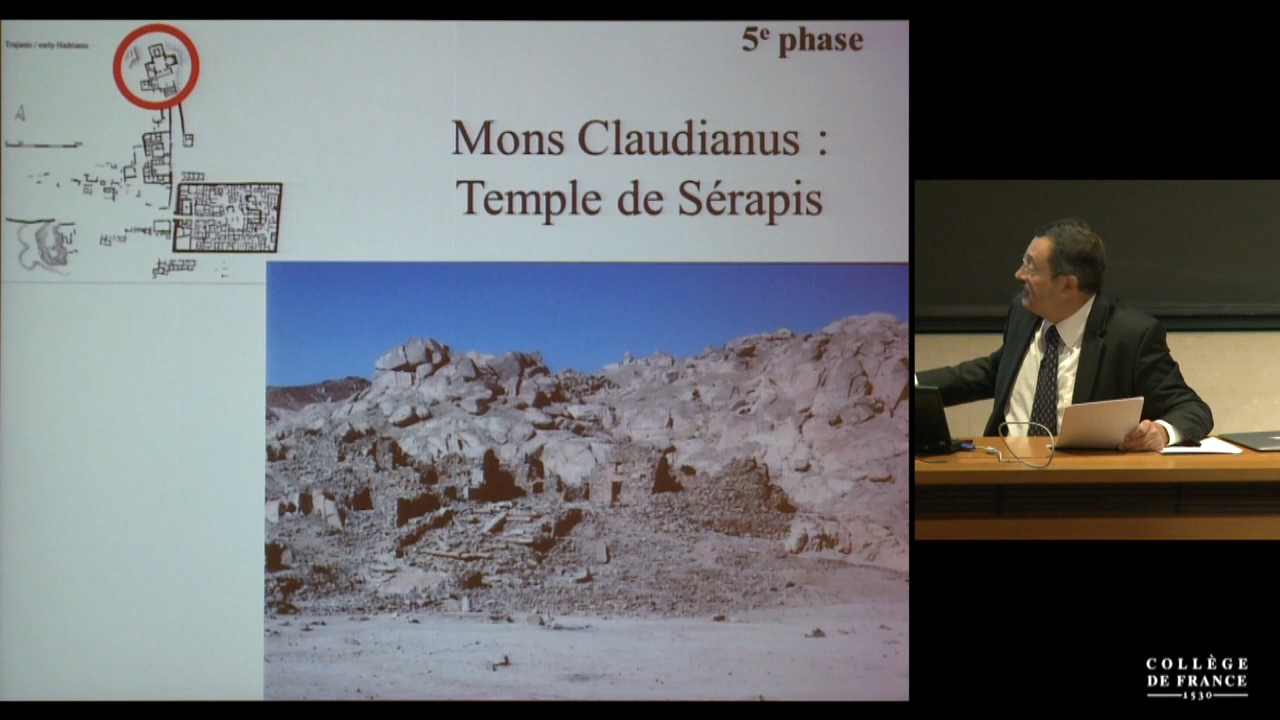 Trajanic / early Hadrianic
5e phase
Mons Claudianus :
Temple de Sérapis
COLLÈGE
DE FRANCE
1530